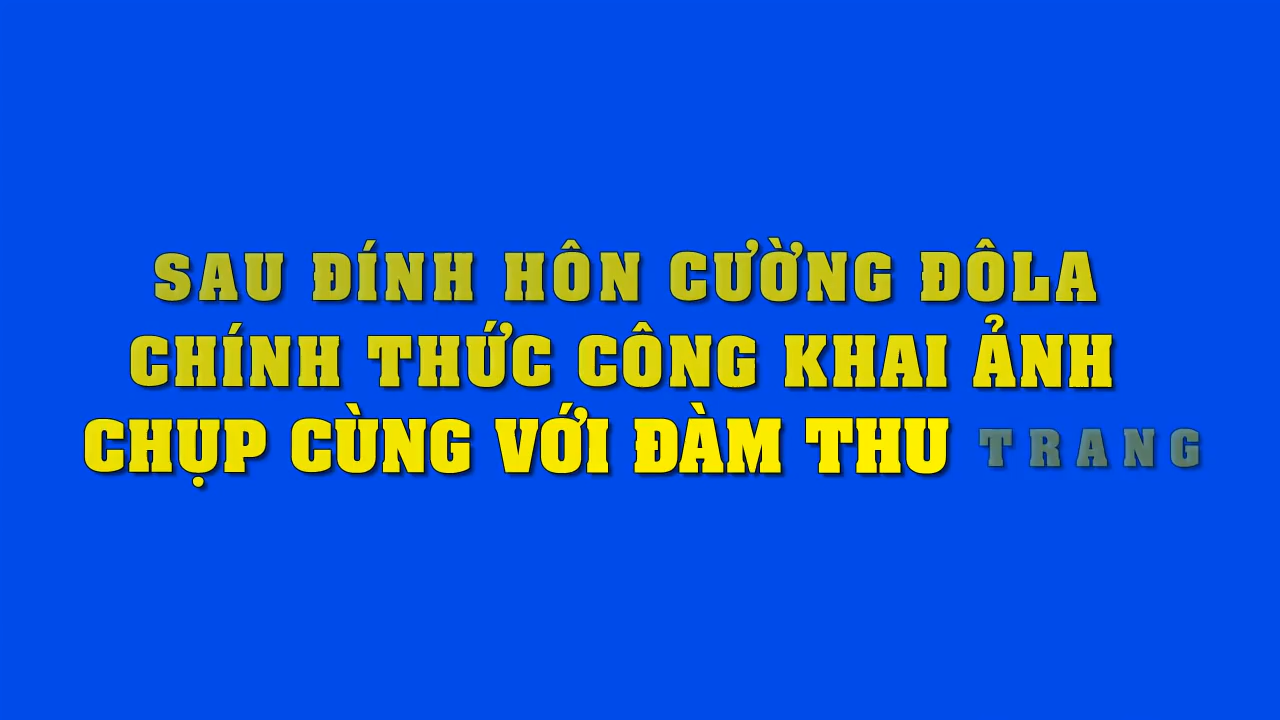 SAU ĐÍNH HÔN CƯỜNG ĐÔLA
CHÍNH THỨC CÔNG KHAI ẢNH
CHỤP CÙNG VỚI ĐÀM THU TRANG